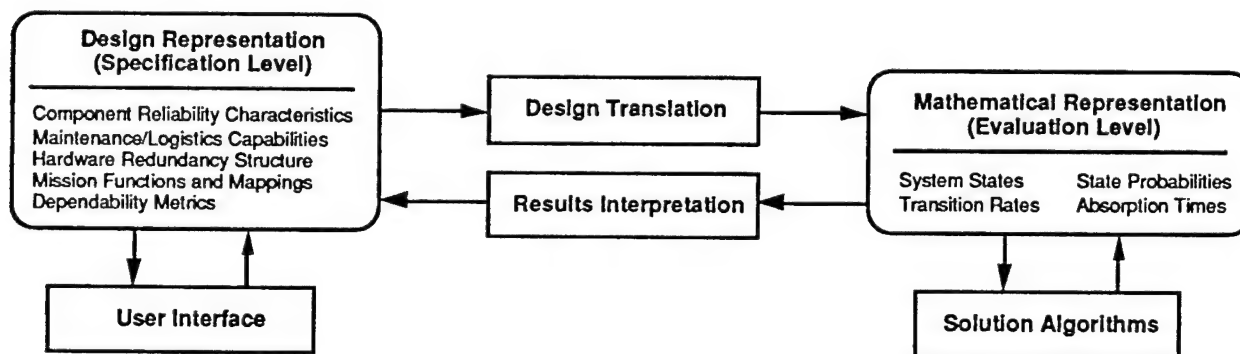 Design Representation
(Specification Level)
Component Reliability Characteristics
Maintenance/Logistics Capabilities
Hardware Redundancy Structure
Mission Functions and Mappings
Dependability Metrics
User Interface
Design Translation
Results Interpretation
Mathematical Representation
(Evaluation Level)
System States State Probabilities
Transition Rates Absorption Times
Solution Algorithms